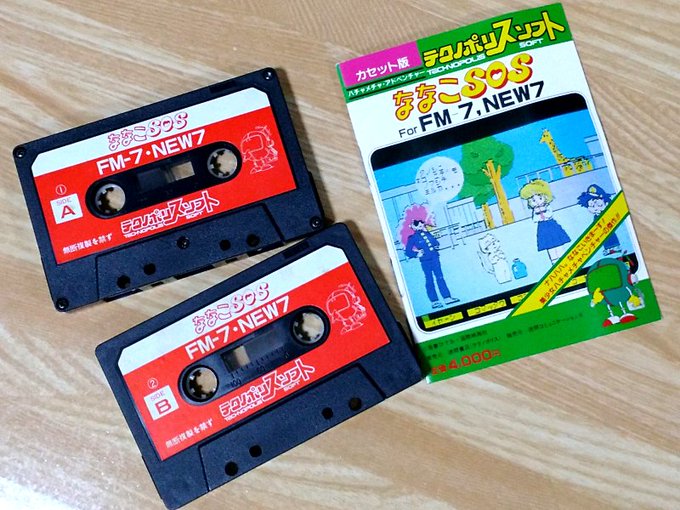 ななこSOS
FM-7・NEW7
①
SIDE
A
テクノポリスソフト
TECHNOPOLIS SOFT
無断複製を禁ず
ななこSOS
FM-7・NEW7
②
SIDE
B
テクノポリスソフト
TECHNOPOLIS SOFT
無断複製を禁ず
カセット版
テクノポリスソフト
TECHNOPOLIS SOFT
ハチャメチャ・アドベンチャー
ななこSOS
For FM-7, NEW7
4,000円